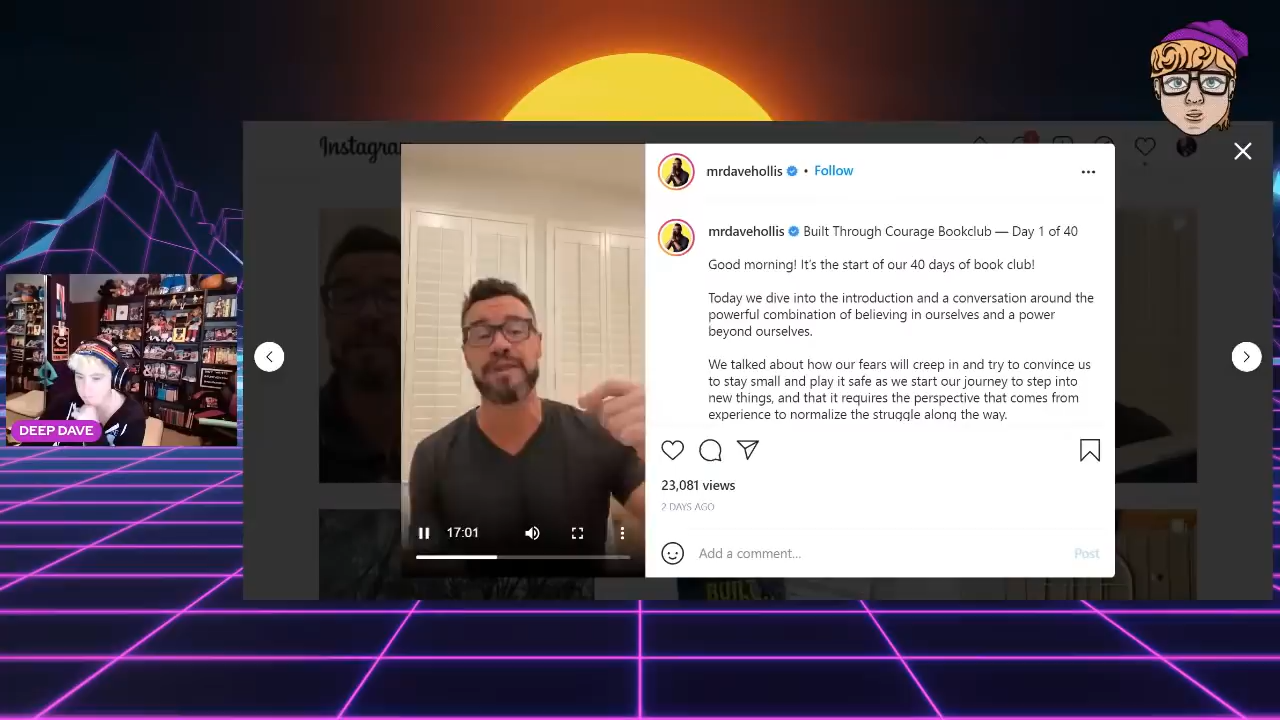 Instagra
mrdavehollis • Follow
mrdavehollis Built Through Courage Bookclub — Day 1 of 40
Good morning! It's the start of our 40 days of book club!
Today we dive into the introduction and a conversation around the
powerful combination of believing in ourselves and a power
beyond ourselves.
We talked about how our fears will creep in and try to convince us
to stay small and play it safe as we start our journey to step into
new things, and that it requires the perspective that comes from
experience to normalize the struggle along the way.
23,081 views
2 DAYS AGO
Add a comment...
Post
17:01
DEEP DAVE
BUILT